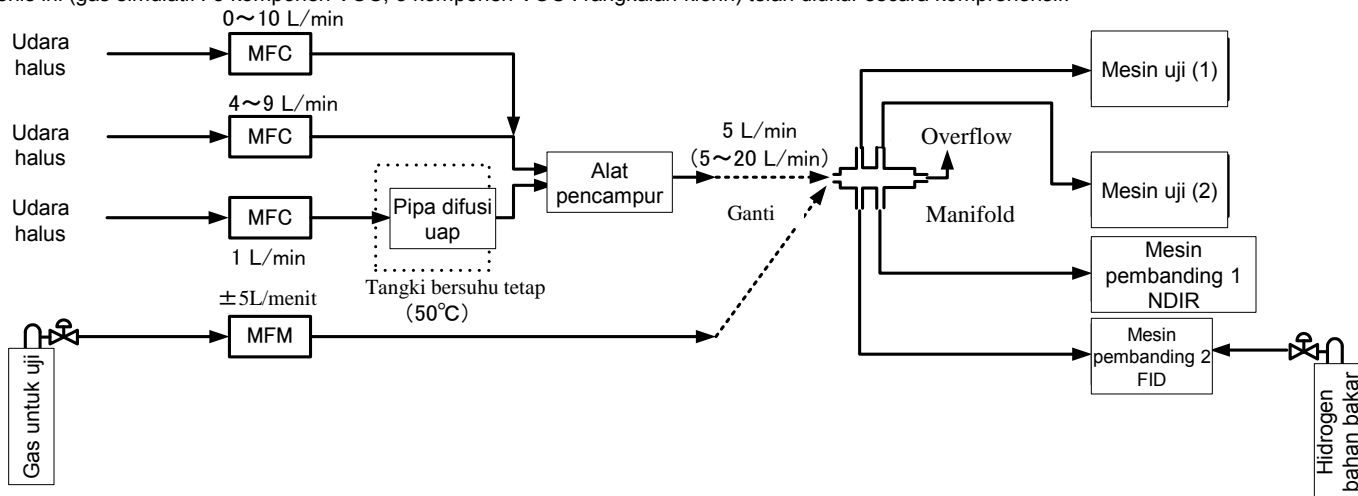 0～10 L/min
Udara
halus
MFC
Mesin uji (1)
4～9 L/min
Udara
halus
MFC
Overflow
5 L/min
(5～20 L/min)
Alat
pencampur
Mesin uji (2)
Udara
halus
MFC
Pipa difusi
uap
Ganti
Manifold
1 L/min
Mesin
pembanding 1
NDIR
Tangki bersuhu tetap
(50℃)
±5L/menit
MFM
Mesin
pembanding 2
FID
Gas untuk uji
Hidrogen
bahan bakar